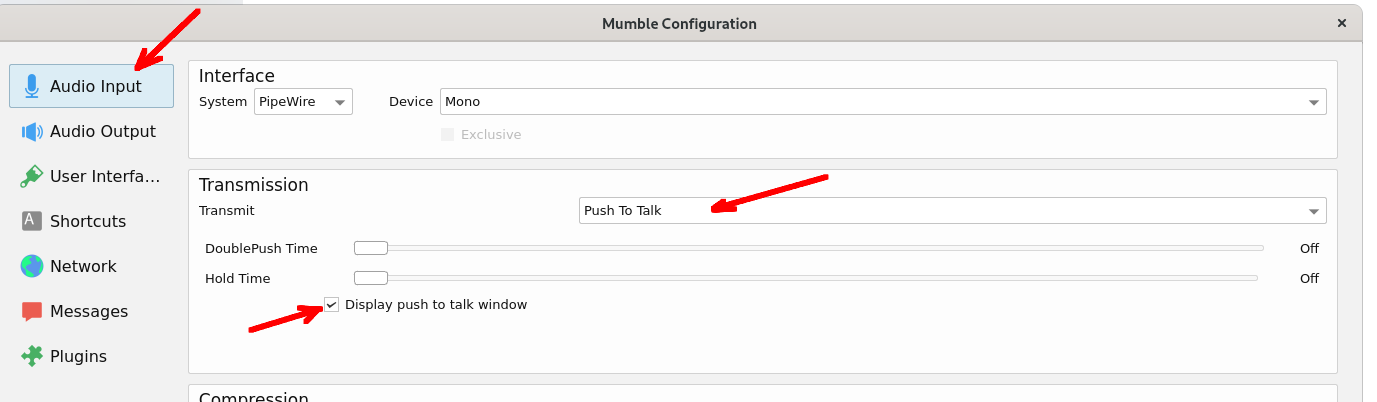 Mumble Configuration
Audio Input
Audio Output
User Interfa...
Shortcuts
Network
Messages
Plugins
Interface
System PipeWire Device Mono
Exclusive
Transmission
Transmit Push To Talk
DoublePush Time Off
Hold Time Off
Display push to talk window
Compression